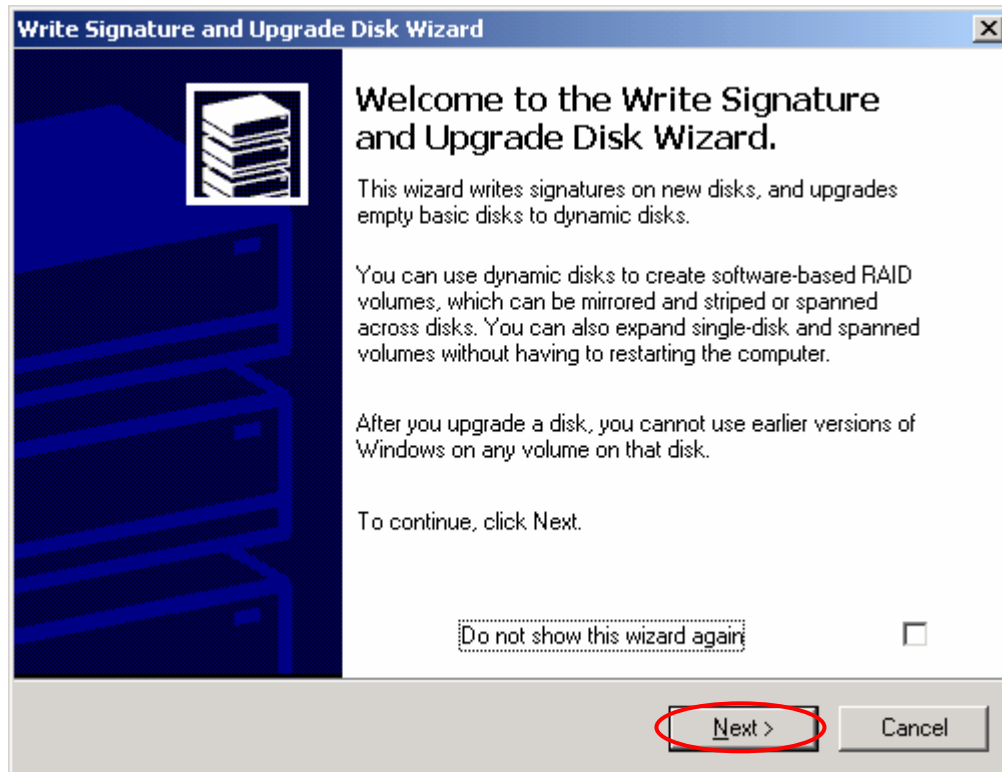 Write Signature and Upgrade Disk Wizard
Welcome to the Write Signature
and Upgrade Disk Wizard.
This wizard writes signatures on new disks, and upgrades
empty basic disks to dynamic disks.
You can use dynamic disks to create software-based RAID
volumes, which can be mirrored and striped or spanned
across disks. You can also expand single-disk and spanned
volumes without having to restarting the computer.
After you upgrade a disk, you cannot use earlier versions of
Windows on any volume on that disk.
To continue, click Next.
Do not show this wizard again
Next > Cancel